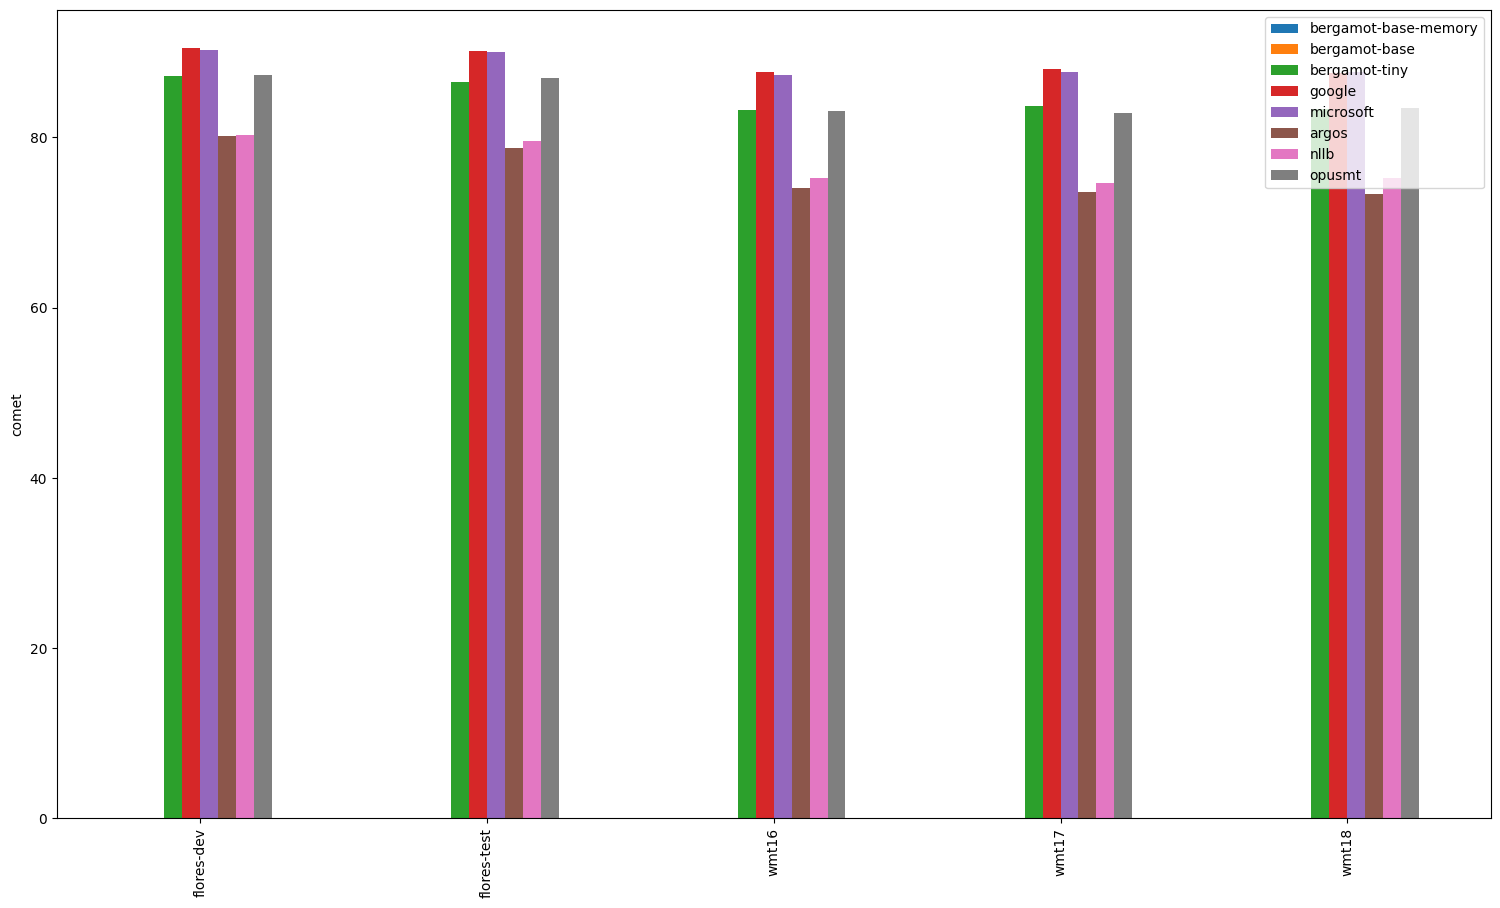 bergamot-base-memory
bergamot-base
bergamot-tiny
google
microsoft
argos
nllb
opusmt
comet
80
60
40
20
0
flores-dev
flores-test
wmt16
wmt17
wmt18